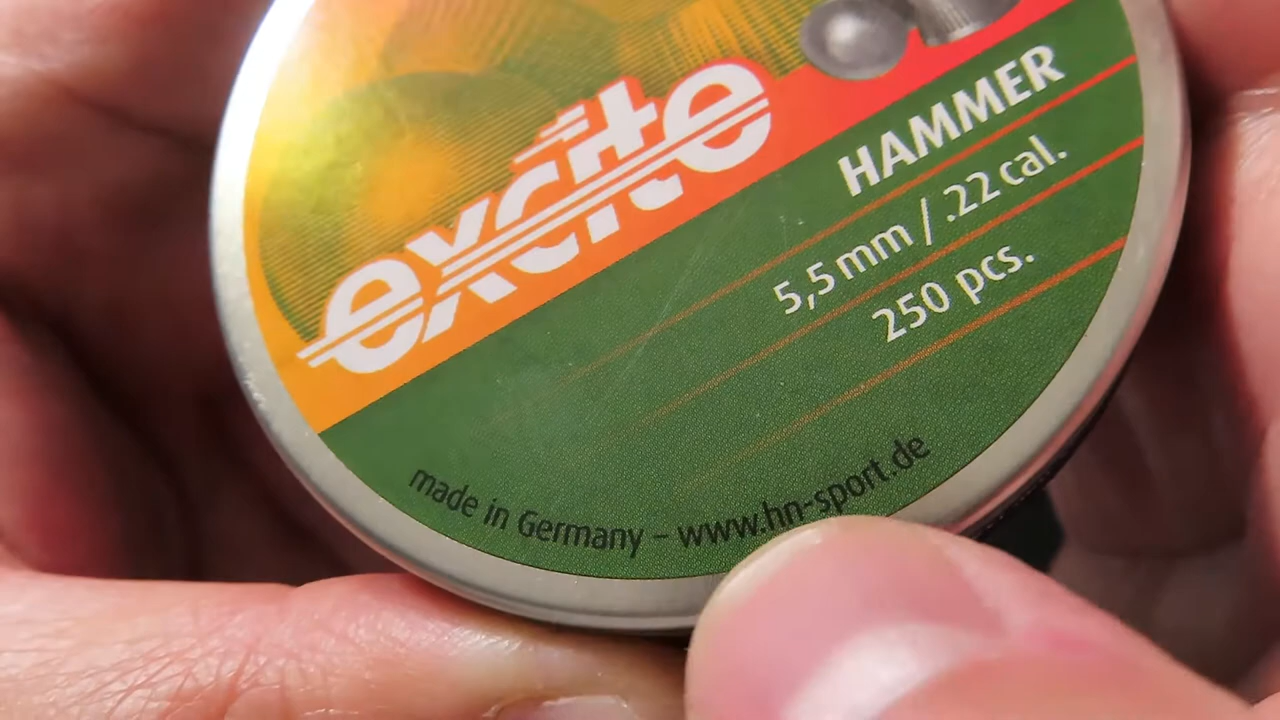 excite
HAMMER
5,5 mm / .22 cal.
250 pcs.
made in Germany – www.hn-sport.de